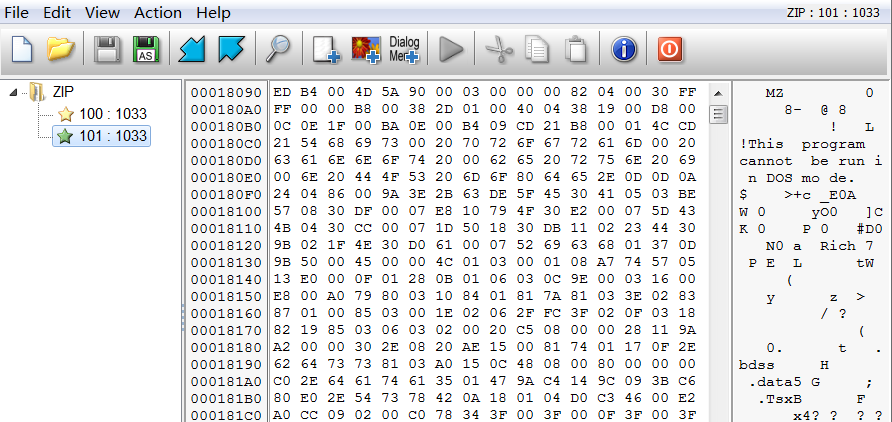 File Edit View Action Help ZIP : 101 : 1033
AS Dialog Men
ZIP
100 : 1033
101 : 1033
00018090 ED B4 00 4D 5A 90 00 03 00 00 00 82 04 00 30 FF MZ 0
000180A0 FF 00 00 B8 00 38 2D 01 00 40 04 38 19 00 D8 00 8- @ 8
000180B0 0C 0E 1F 00 BA 0E 00 B4 09 CD 21 B8 00 01 4C CD ! L
000180C0 21 54 68 69 73 00 20 70 72 6F 67 72 61 6D 00 20 !This program
000180D0 63 61 6E 6E 6F 74 20 00 62 65 20 72 75 6E 20 69 cannot be run i
000180E0 00 6E 20 44 4F 53 20 6D 6F 80 64 65 2E 0D 0D 0A n DOS mo de.
000180F0 24 04 86 00 9A 3E 2B 63 DE 5F 45 30 41 05 03 BE $ >+c _E0A
00018100 57 08 30 DF 00 07 E8 10 79 4F 30 E2 00 07 5D 43 W 0 yO0 ]C
00018110 4B 04 30 CC 00 07 1D 50 18 30 DB 11 02 23 44 30 K 0 P 0 #D0
00018120 9B 02 1F 4E 30 D0 61 00 07 52 69 63 68 01 37 0D N0 a Rich 7
00018130 9B 50 00 45 00 00 4C 01 03 00 01 08 A7 74 57 05 P E L tW
00018140 13 E0 00 0F 01 28 0B 01 06 03 0C 9E 00 03 16 00 (
00018150 E8 00 A0 79 80 03 10 84 01 81 7A 81 03 3E 02 83 y z >
00018160 87 01 00 85 03 00 1E 02 06 2F FC 3F 02 0F 03 18 / ?
00018170 82 19 85 03 06 03 02 00 20 C5 08 00 00 28 11 9A (
00018180 A2 00 00 30 2E 08 20 AE 15 00 81 74 01 17 0F 2E 0. t .
00018190 62 64 73 73 81 03 A0 15 0C 48 08 00 80 00 00 00 bdss H
000181A0 C0 2E 64 61 74 61 35 01 47 9A C4 14 9C 09 3B C6 .data5 G ;
000181B0 80 E0 2E 54 73 78 42 0A 18 01 04 D0 C3 46 00 E2 .TsxB F
000181C0 A0 CC 09 02 00 C0 78 34 3F 00 3F 00 0F 3F 00 3F x4? ? ? ?